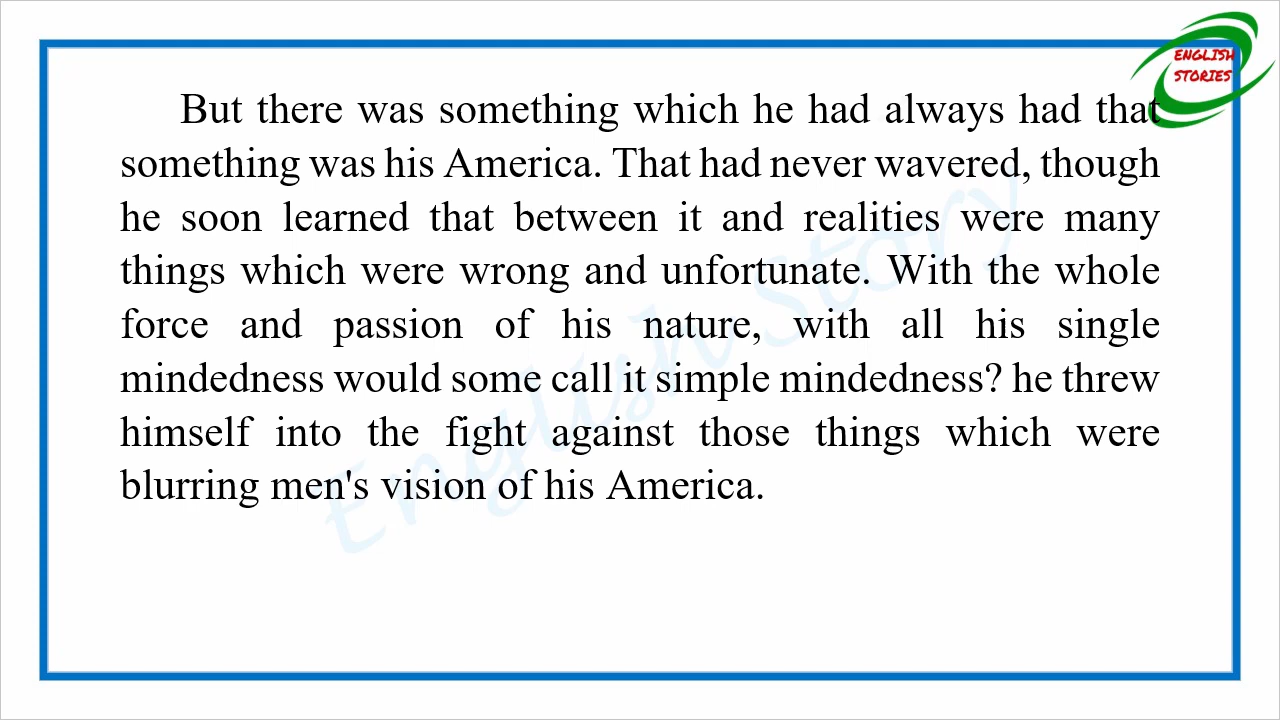 ENGLISH
STORIES
But there was something which he had always had that
something was his America. That had never wavered, though
he soon learned that between it and realities were many
things which were wrong and unfortunate. With the whole
force and passion of his nature, with all his single
mindedness would some call it simple mindedness? he threw
himself into the fight against those things which were
blurring men's vision of his America.
English Story